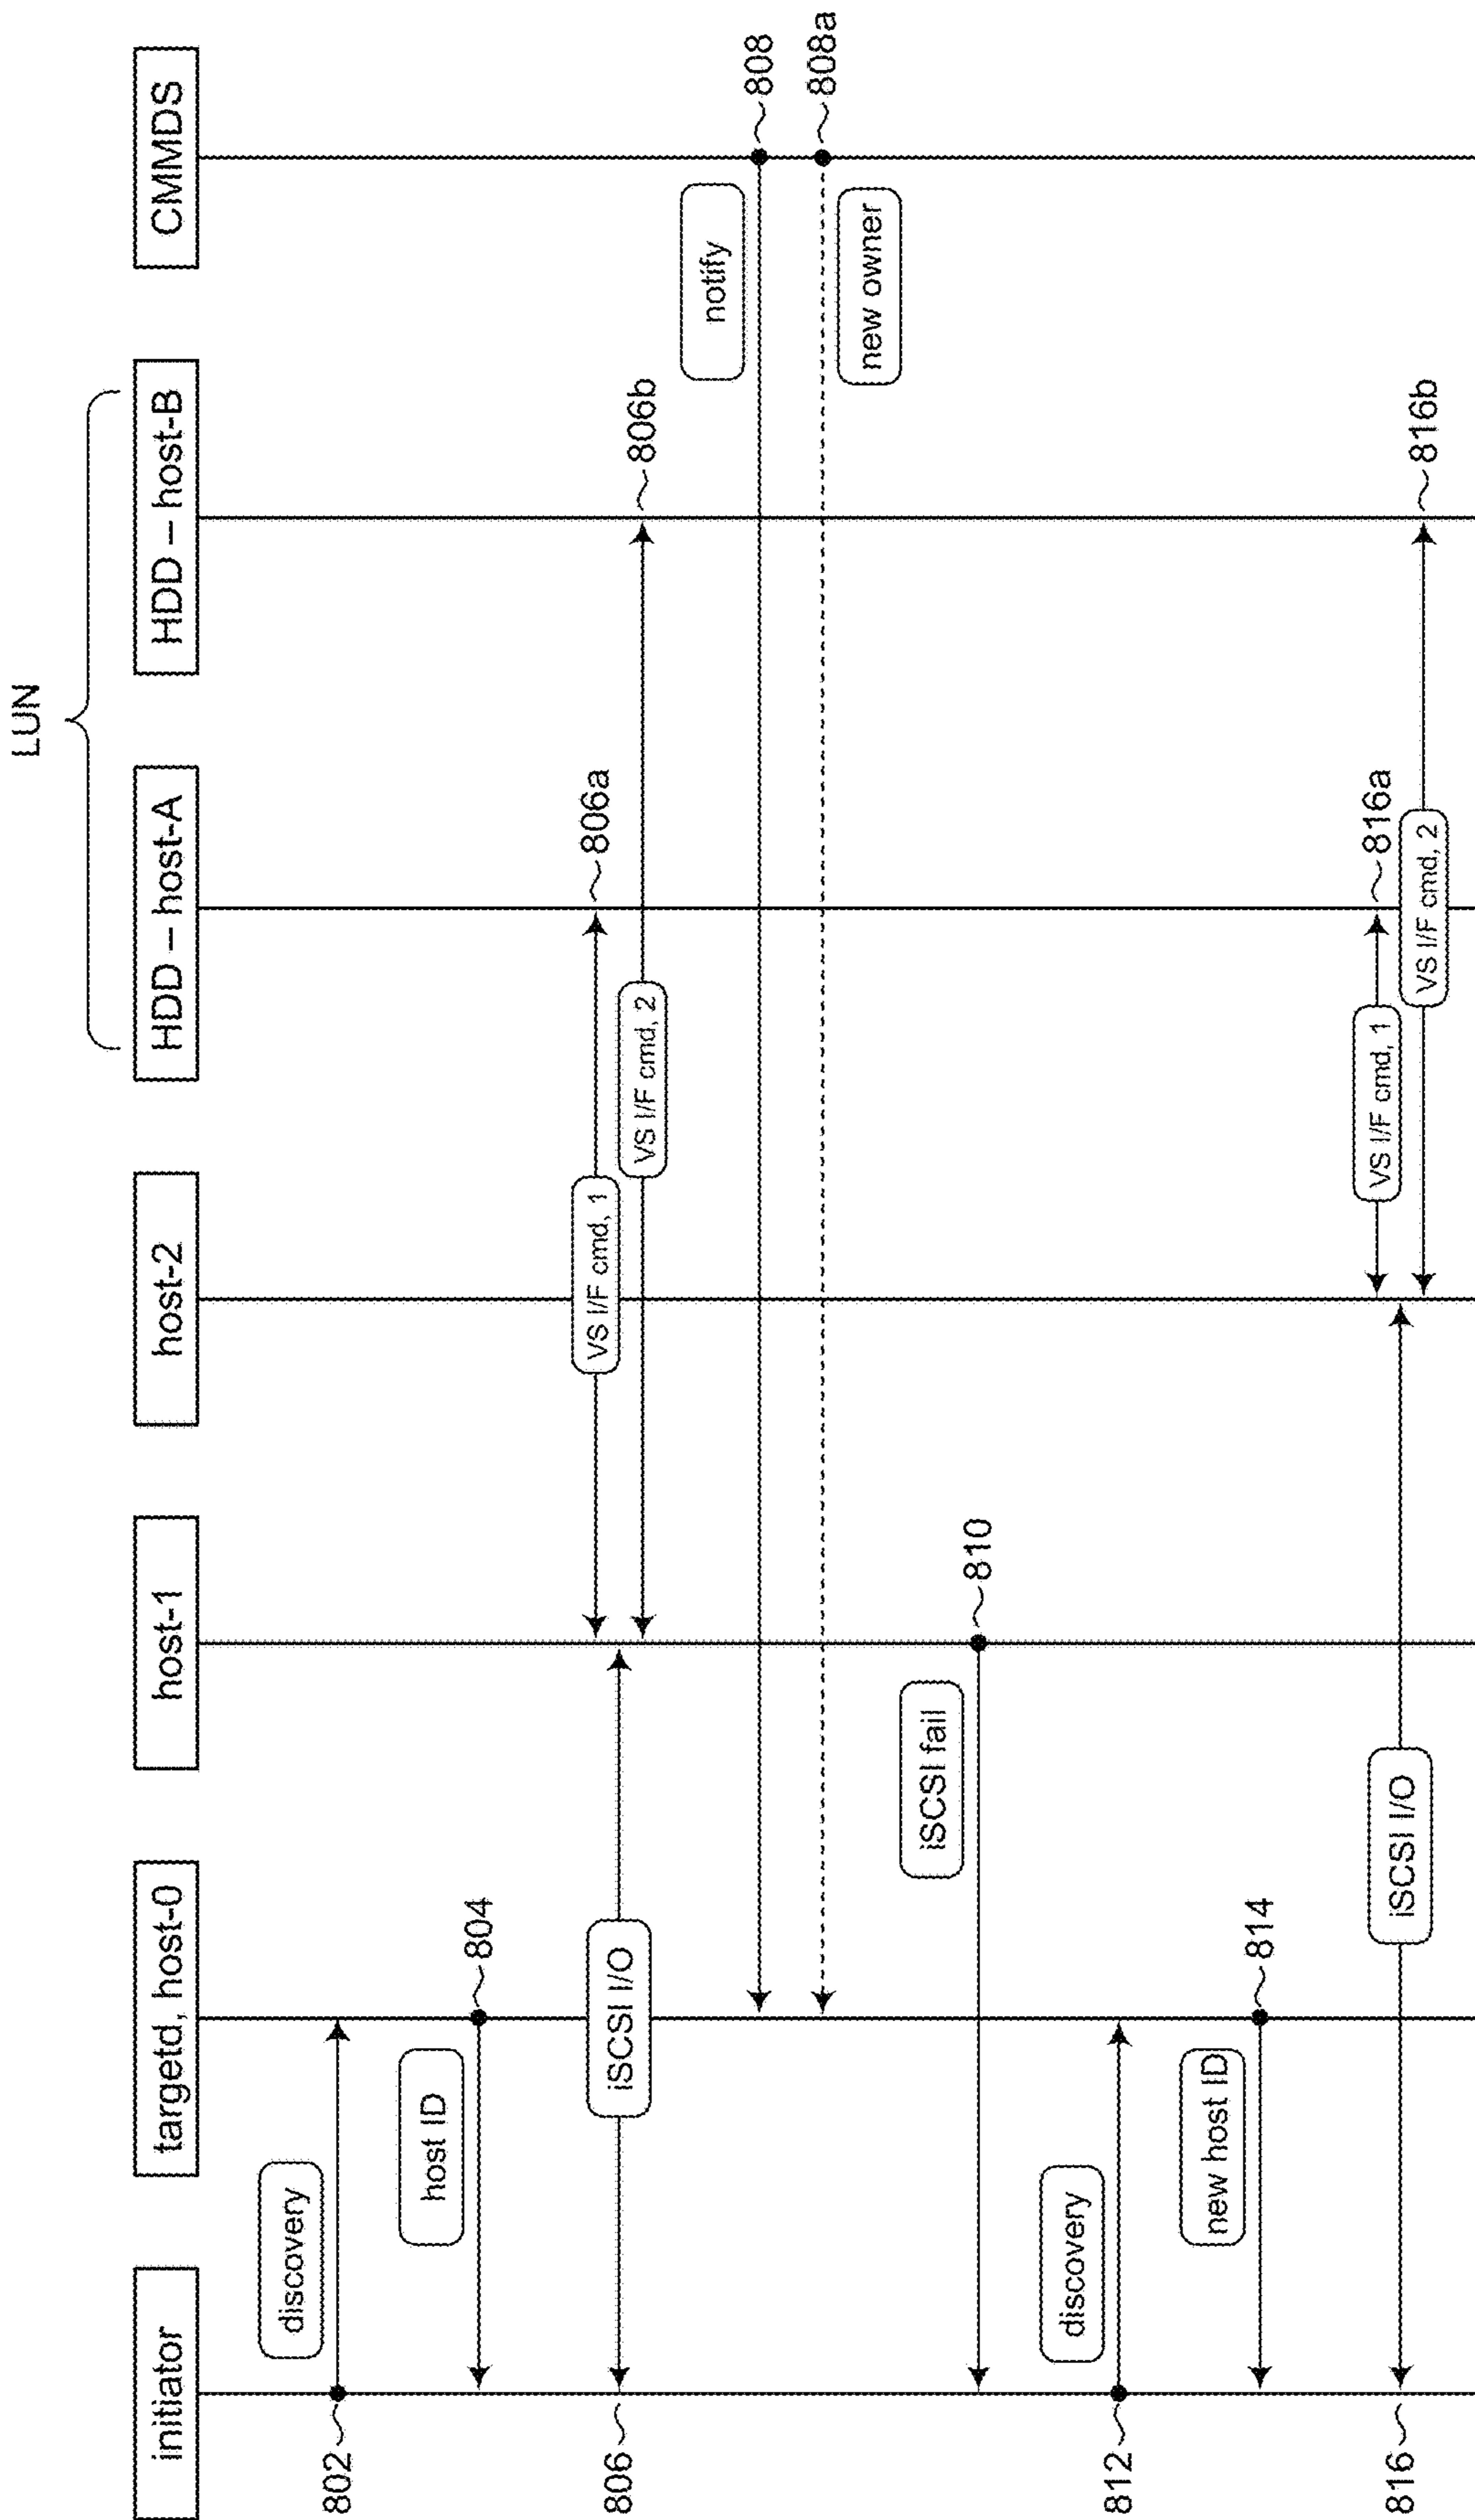 LUN
initiator
targetd, host-0
host-1
host-2
HDD – host-A
HDD – host-B
CMMDS
802
discovery
804
host ID
806
iSCSI I/O
VS I/F cmd, 1
806a
VS I/F cmd, 2
806b
notify
808
808a
new owner
iSCSI fail
810
812
discovery
814
new host ID
816
iSCSI I/O
VS I/F cmd, 1
816a
VS I/F cmd, 2
816b